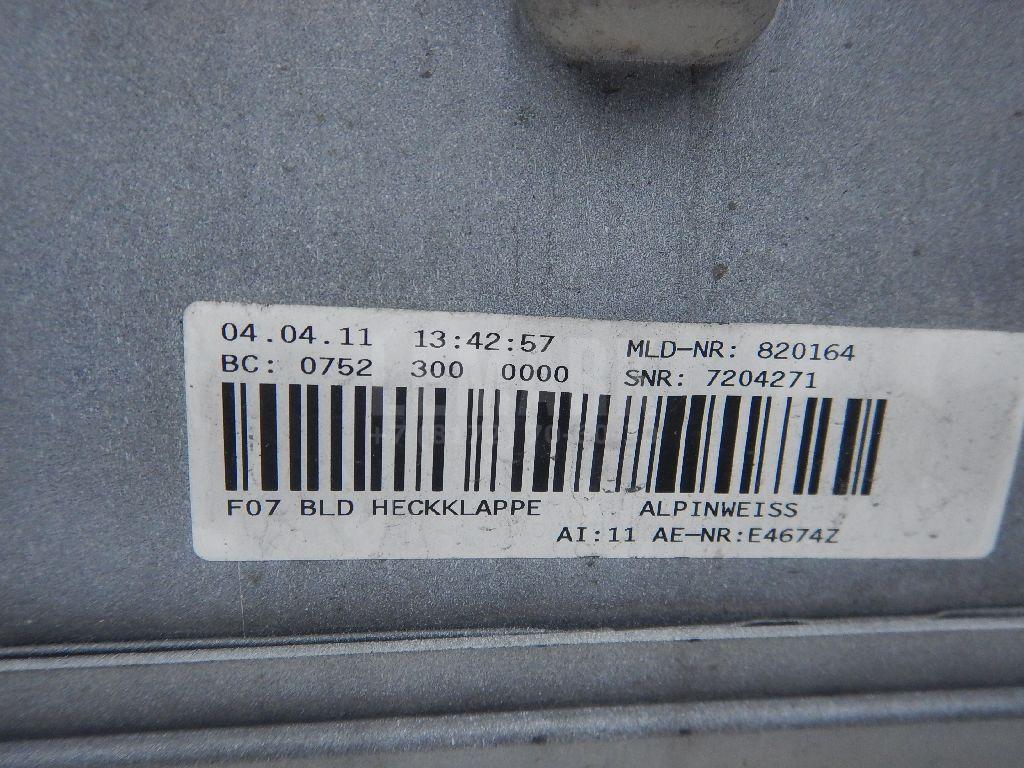 04.04.11 13:42:57 MLD-NR: 820164
BC: 0752 300 0000 SNR: 7204271
F07 BLD HECKKLAPPE ALPINWEISS
AI:11 AE-NR:E4674Z